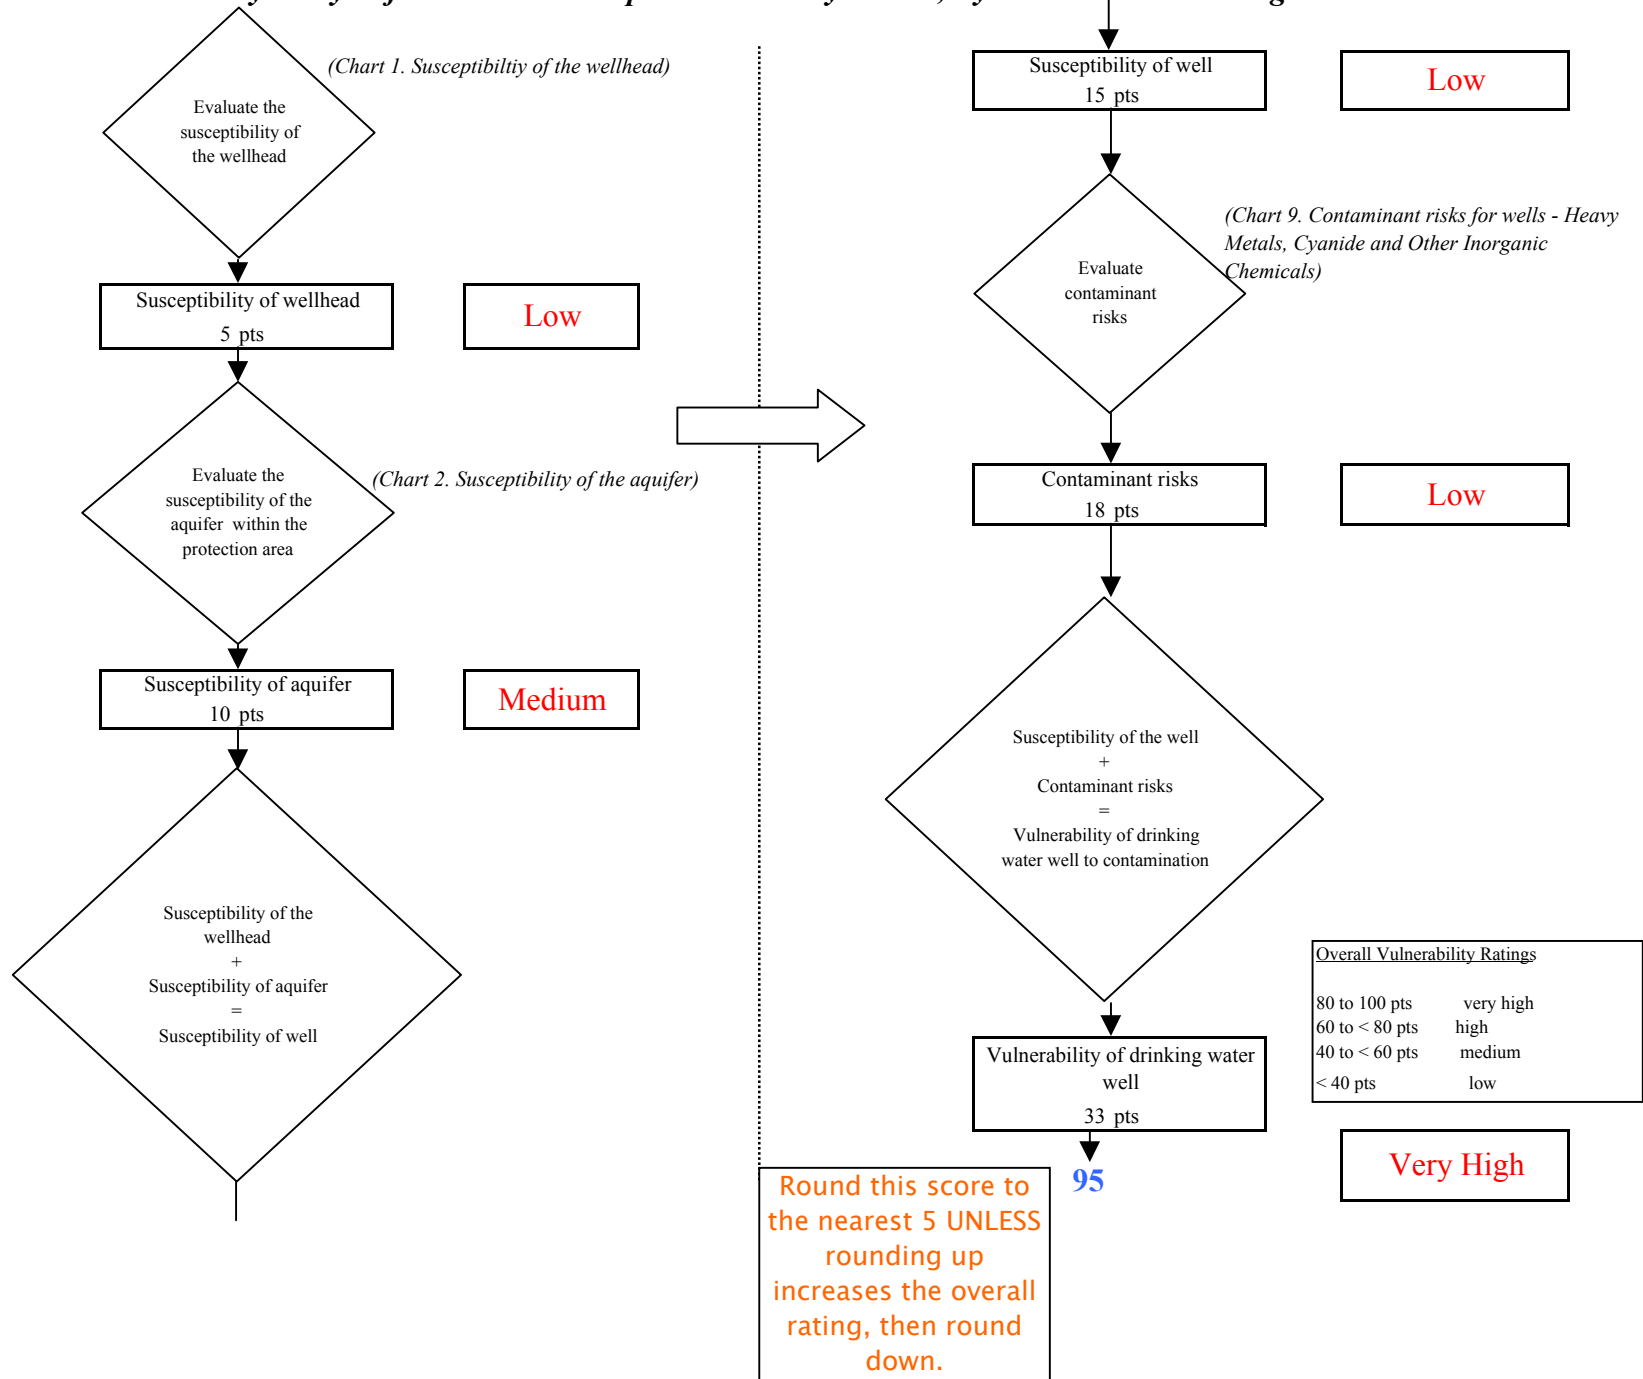 (Chart 1. Susceptibiltiy of the wellhead)
Evaluate the
susceptibility of
the wellhead
Susceptibility of wellhead
5 pts
Low
Evaluate the
susceptibility of the
aquifer within the
protection area
(Chart 2. Susceptibility of the aquifer)
Susceptibility of aquifer
10 pts
Medium
Susceptibility of the
wellhead
+
Susceptibility of aquifer
=
Susceptibility of well
Susceptibility of well
15 pts
Low
Evaluate
contaminant
risks
(Chart 9. Contaminant risks for wells - Heavy
Metals, Cyanide and Other Inorganic
Chemicals)
Contaminant risks
18 pts
Low
Susceptibility of the well
+
Contaminant risks
=
Vulnerability of drinking
water well to contamination
Overall Vulnerability Ratings
80 to 100 pts very high
60 to < 80 pts high
40 to < 60 pts medium
< 40 pts low
Vulnerability of drinking water
well
33 pts
Very High
95
Round this score to
the nearest 5 UNLESS
rounding up
increases the overall
rating, then round
down.